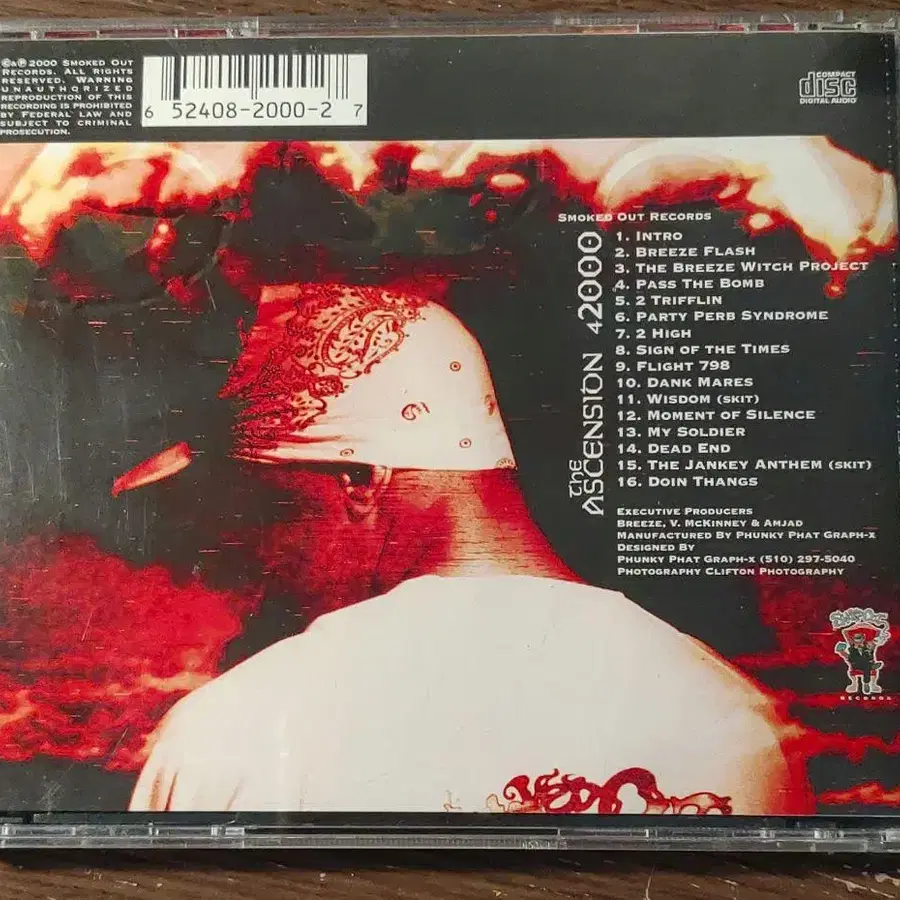 ©&℗ 2000 Smoked Out
Records. All rights
reserved. Warning
unauthorized
reproduction of this
recording is prohibited
by Federal law and
subject to criminal
prosecution.
6 52408-2000-2 7
COMPACT
disc
DIGITAL AUDIO
Smoked Out Records
The Ascension 42000
1. Intro
2. Breeze Flash
3. The Breeze Witch Project
4. Pass The Bomb
5. 2 Trifflin
6. Party Perb Syndrome
7. 2 High
8. Sign of the Times
9. Flight 798
10. Dank Mares
11. Wisdom (skit)
12. Moment of Silence
13. My Soldier
14. Dead End
15. The Jankey Anthem (skit)
16. Doin Thangs
Executive Producers
Breeze, V. McKinney & Amjad
Manufactured By Phunky Phat Graph-x
Designed By
Phunky Phat Graph-x (510) 297-5040
Photography Clifton Photography
RECORDS